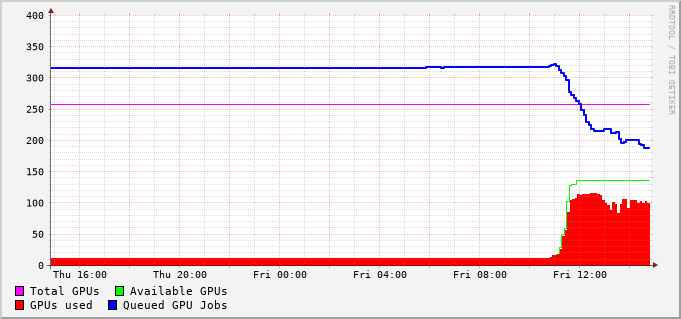 RRDTOOL / TOBI OETIKER
400
350
300
250
200
150
100
50
0
Thu 16:00 Thu 20:00 Fri 00:00 Fri 04:00 Fri 08:00 Fri 12:00
Total GPUs Available GPUs
GPUs used Queued GPU Jobs